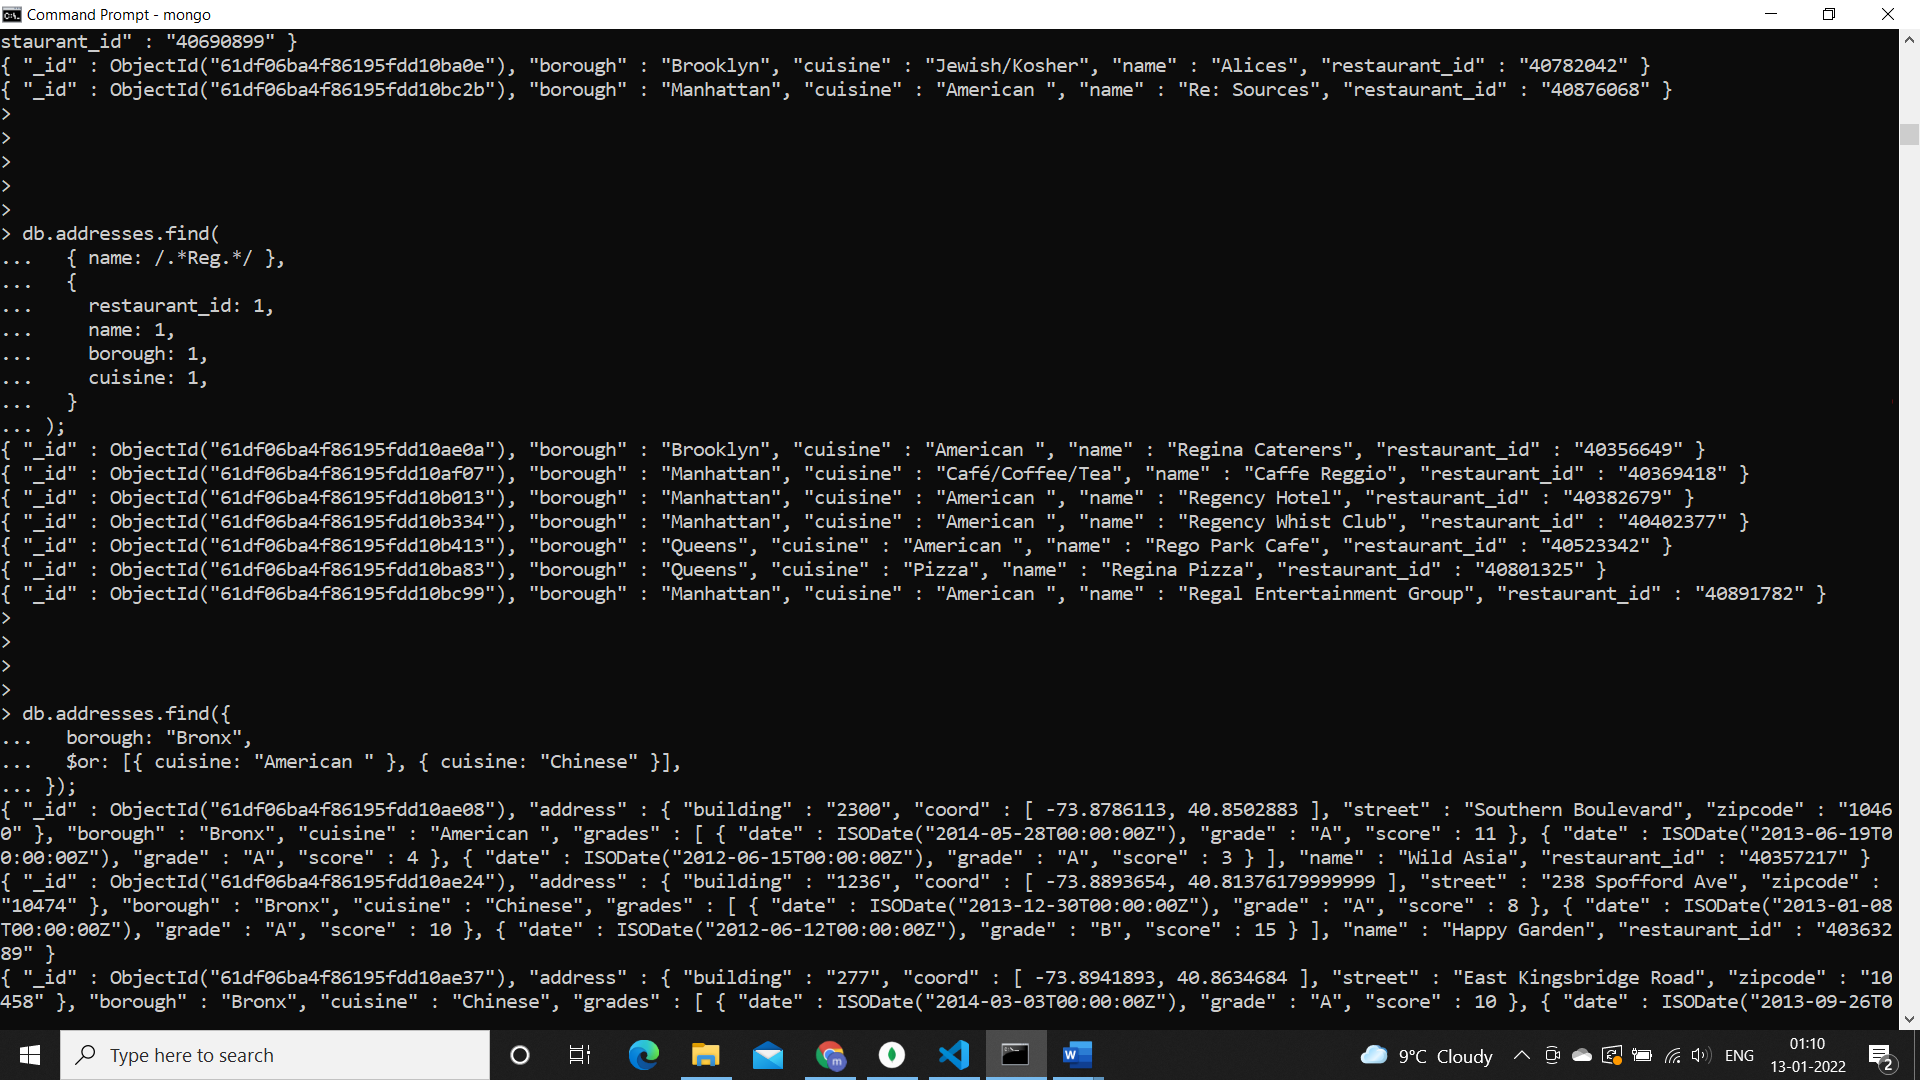 Command Prompt - mongo
staurant_id" : "40690899" }
{ "_id" : ObjectId("61df06ba4f86195fdd10ba0e"), "borough" : "Brooklyn", "cuisine" : "Jewish/Kosher", "name" : "Alices", "restaurant_id" : "40782042" }
{ "_id" : ObjectId("61df06ba4f86195fdd10bc2b"), "borough" : "Manhattan", "cuisine" : "American ", "name" : "Re: Sources", "restaurant_id" : "40876068" }
>
>
>
>
>
> db.addresses.find(
...   { name: /.*Reg.*/ },
...   {
...     restaurant_id: 1,
...     name: 1,
...     borough: 1,
...     cuisine: 1,
...   }
... );
{ "_id" : ObjectId("61df06ba4f86195fdd10ae0a"), "borough" : "Brooklyn", "cuisine" : "American ", "name" : "Regina Caterers", "restaurant_id" : "40356649" }
{ "_id" : ObjectId("61df06ba4f86195fdd10af07"), "borough" : "Manhattan", "cuisine" : "Café/Coffee/Tea", "name" : "Caffe Reggio", "restaurant_id" : "40369418" }
{ "_id" : ObjectId("61df06ba4f86195fdd10b013"), "borough" : "Manhattan", "cuisine" : "American ", "name" : "Regency Hotel", "restaurant_id" : "40382679" }
{ "_id" : ObjectId("61df06ba4f86195fdd10b334"), "borough" : "Manhattan", "cuisine" : "American ", "name" : "Regency Whist Club", "restaurant_id" : "40402377" }
{ "_id" : ObjectId("61df06ba4f86195fdd10b413"), "borough" : "Queens", "cuisine" : "American ", "name" : "Rego Park Cafe", "restaurant_id" : "40523342" }
{ "_id" : ObjectId("61df06ba4f86195fdd10ba83"), "borough" : "Queens", "cuisine" : "Pizza", "name" : "Regina Pizza", "restaurant_id" : "40801325" }
{ "_id" : ObjectId("61df06ba4f86195fdd10bc99"), "borough" : "Manhattan", "cuisine" : "American ", "name" : "Regal Entertainment Group", "restaurant_id" : "40891782" }
>
>
>
>
> db.addresses.find({
...   borough: "Bronx",
...   $or: [{ cuisine: "American " }, { cuisine: "Chinese" }],
... });
{ "_id" : ObjectId("61df06ba4f86195fdd10ae08"), "address" : { "building" : "2300", "coord" : [ -73.8786113, 40.8502883 ], "street" : "Southern Boulevard", "zipcode" : "1046
0" }, "borough" : "Bronx", "cuisine" : "American ", "grades" : [ { "date" : ISODate("2014-05-28T00:00:00Z"), "grade" : "A", "score" : 11 }, { "date" : ISODate("2013-06-19T0
0:00:00Z"), "grade" : "A", "score" : 4 }, { "date" : ISODate("2012-06-15T00:00:00Z"), "grade" : "A", "score" : 3 } ], "name" : "Wild Asia", "restaurant_id" : "40357217" }
{ "_id" : ObjectId("61df06ba4f86195fdd10ae24"), "address" : { "building" : "1236", "coord" : [ -73.8893654, 40.81376179999999 ], "street" : "238 Spofford Ave", "zipcode" :
"10474" }, "borough" : "Bronx", "cuisine" : "Chinese", "grades" : [ { "date" : ISODate("2013-12-30T00:00:00Z"), "grade" : "A", "score" : 8 }, { "date" : ISODate("2013-01-08
T00:00:00Z"), "grade" : "A", "score" : 10 }, { "date" : ISODate("2012-06-12T00:00:00Z"), "grade" : "B", "score" : 15 } ], "name" : "Happy Garden", "restaurant_id" : "403632
89" }
{ "_id" : ObjectId("61df06ba4f86195fdd10ae37"), "address" : { "building" : "277", "coord" : [ -73.8941893, 40.8634684 ], "street" : "East Kingsbridge Road", "zipcode" : "10
458" }, "borough" : "Bronx", "cuisine" : "Chinese", "grades" : [ { "date" : ISODate("2014-03-03T00:00:00Z"), "grade" : "A", "score" : 10 }, { "date" : ISODate("2013-09-26T0
Type here to search
9°C Cloudy
ENG
01:10
13-01-2022
2